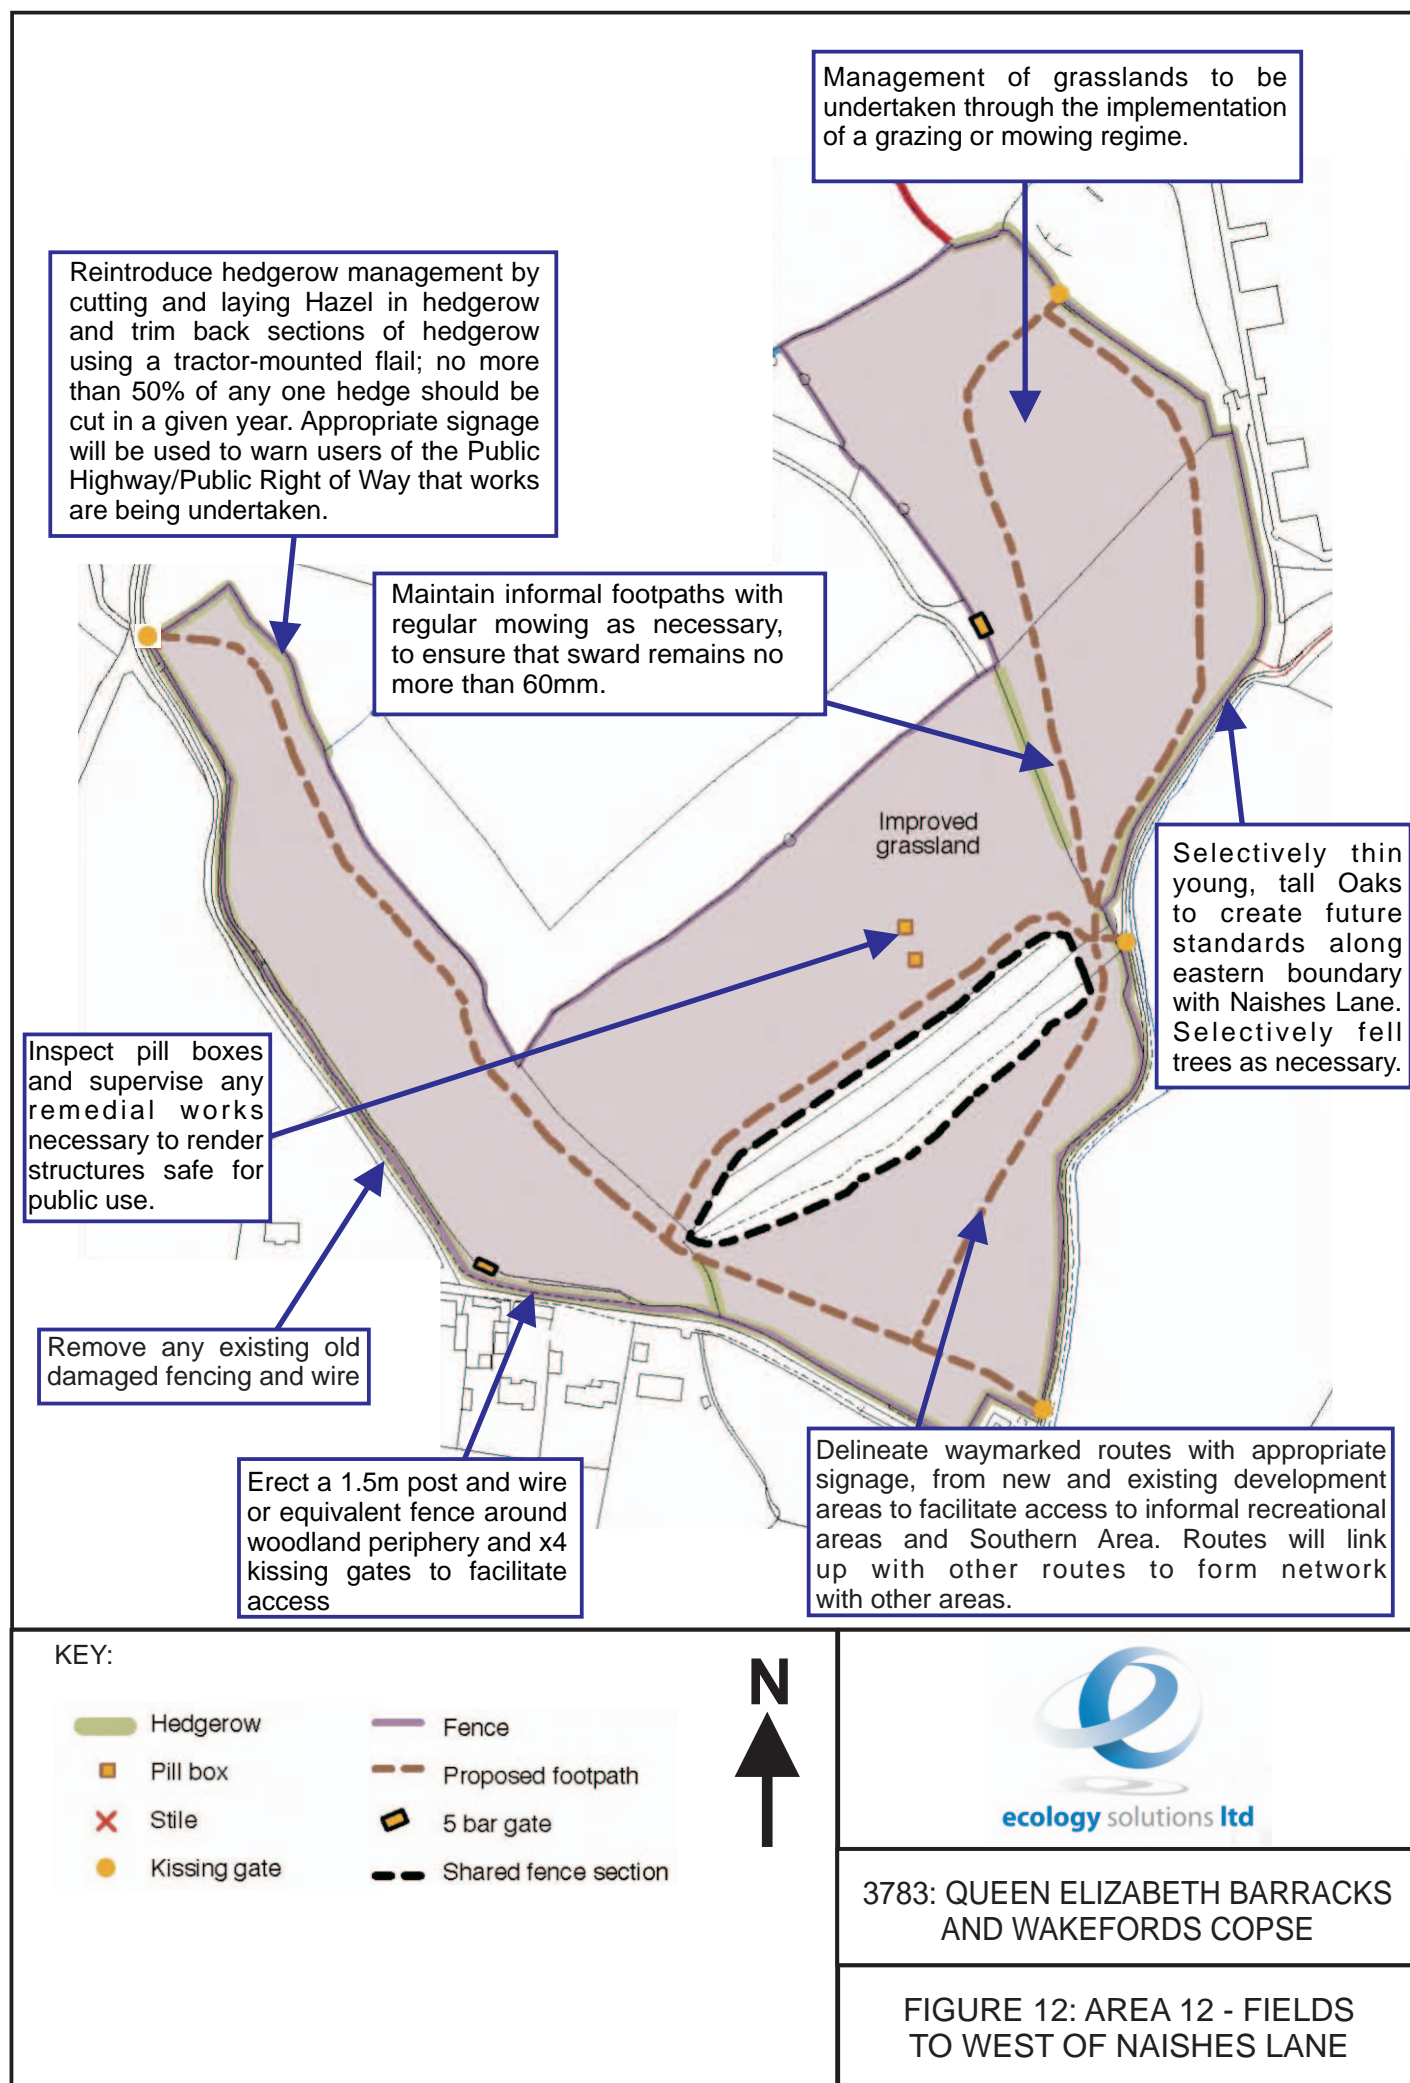 Management of grasslands to be
undertaken through the implementation
of a grazing or mowing regime.
Reintroduce hedgerow management by
cutting and laying Hazel in hedgerow
and trim back sections of hedgerow
using a tractor-mounted flail; no more
than 50% of any one hedge should be
cut in a given year. Appropriate signage
will be used to warn users of the Public
Highway/Public Right of Way that works
are being undertaken.
Maintain informal footpaths with
regular mowing as necessary,
to ensure that sward remains no
more than 60mm.
Improved
grassland
Selectively thin
young, tall Oaks
to create future
standards along
eastern boundary
with Naishes Lane.
Selectively fell
trees as necessary.
Inspect pill boxes
and supervise any
remedial works
necessary to render
structures safe for
public use.
Remove any existing old
damaged fencing and wire
Erect a 1.5m post and wire
or equivalent fence around
woodland periphery and x4
kissing gates to facilitate
access
Delineate waymarked routes with appropriate
signage, from new and existing development
areas to facilitate access to informal recreational
areas and Southern Area. Routes will link
up with other routes to form network
with other areas.
KEY:
Hedgerow
Pill box
Stile
Kissing gate
Fence
Proposed footpath
5 bar gate
Shared fence section
N
ecology solutions ltd
3783: QUEEN ELIZABETH BARRACKS
AND WAKEFORDS COPSE
FIGURE 12: AREA 12 - FIELDS
TO WEST OF NAISHES LANE